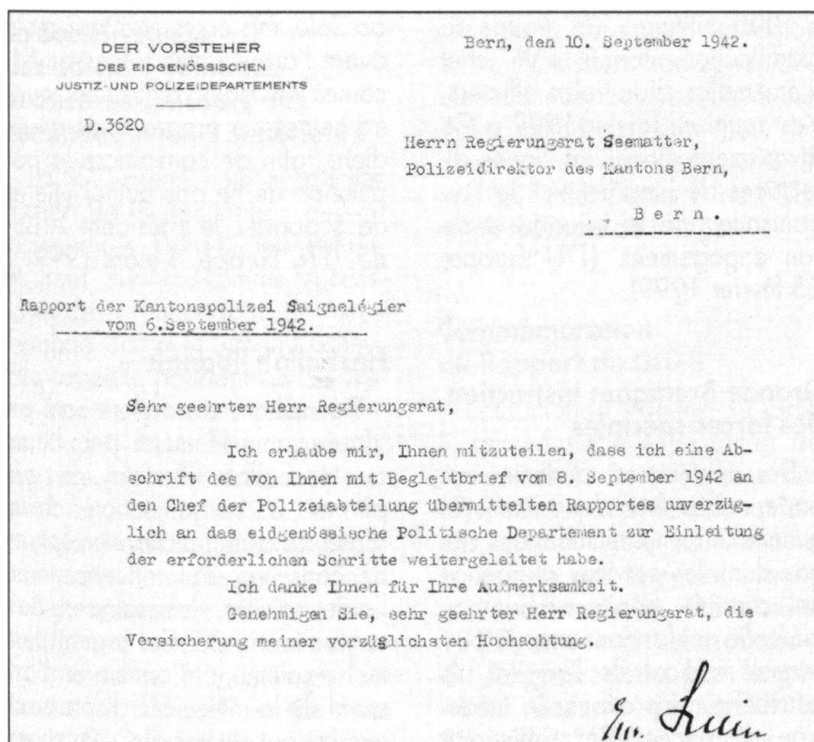 DER VORSTEHER
DES EIDGENÖSSISCHEN
JUSTIZ- UND POLIZEIDEPARTEMENTS
D.3620
Bern, den 10. September 1942.
Herrn Regierungsrat Seematter,
Polizeidirektor des Kantons Bern,
Bern.
Rapport der Kantonspolizei Saignelégier
vom 6.September 1942.
Sehr geehrter Herr Regierungsrat,
Ich erlaube mir, Ihnen mitzuteilen, dass ich eine Ab-
schrift des von Ihnen mit Begleitbrief vom 8. September 1942 an
den Chef der Polizeiabteilung übermittelten Rapportes unverzüg-
lich an das eidgenössische Politische Departement zur Einleitung
der erforderlichen Schritte weitergeleitet habe.
Ich danke Ihnen für Ihre Aufmerksamkeit.
Genehmigen Sie, sehr geehrter Herr Regierungsrat, die
Versicherung meiner vorzüglichsten Hochachtung.